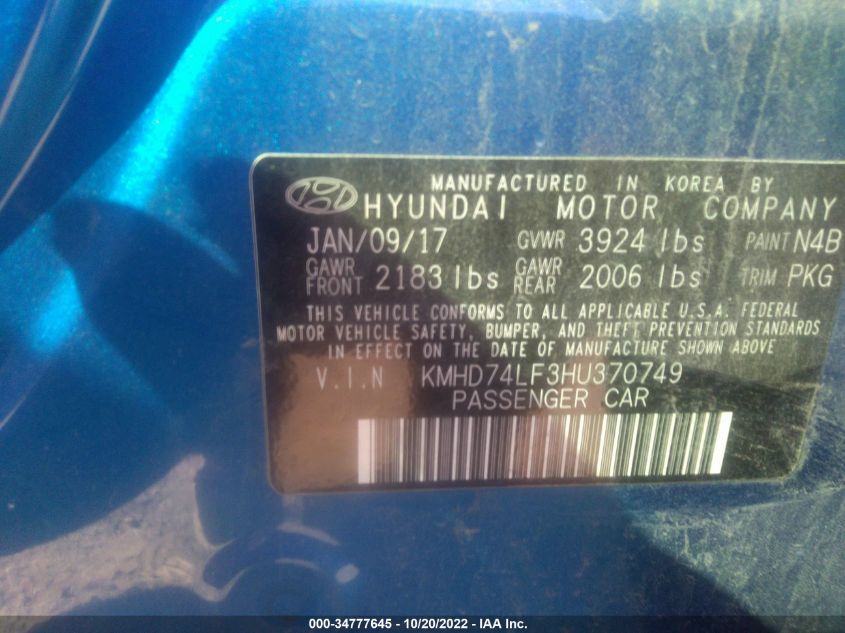 MANUFACTURED IN KOREA BY
HYUNDAI MOTOR COMPANY
JAN/09/17 GVWR 3924 lbs PAINT N4B
GAWR FRONT 2183 lbs GAWR REAR 2006 lbs TRIM PKG
THIS VEHICLE CONFORMS TO ALL APPLICABLE U.S.A. FEDERAL
MOTOR VEHICLE SAFETY, BUMPER, AND THEFT PREVENTION STANDARDS
IN EFFECT ON THE DATE OF MANUFACTURE SHOWN ABOVE
V.I.N KMHD74LF3HU370749
PASSENGER CAR
000-34777645 - 10/20/2022 - IAA Inc.